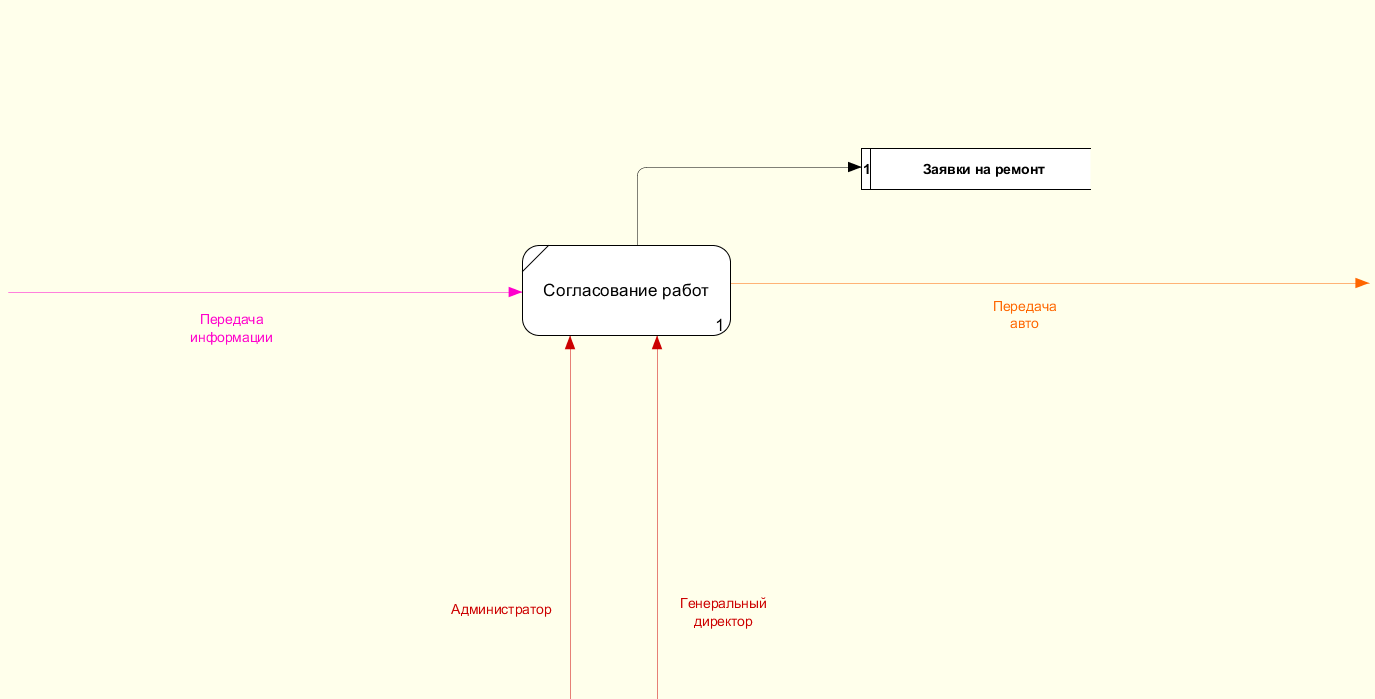 1
Заявки на ремонт
Согласование работ
1
Передача
информации
Передача
авто
Администратор
Генеральный
директор